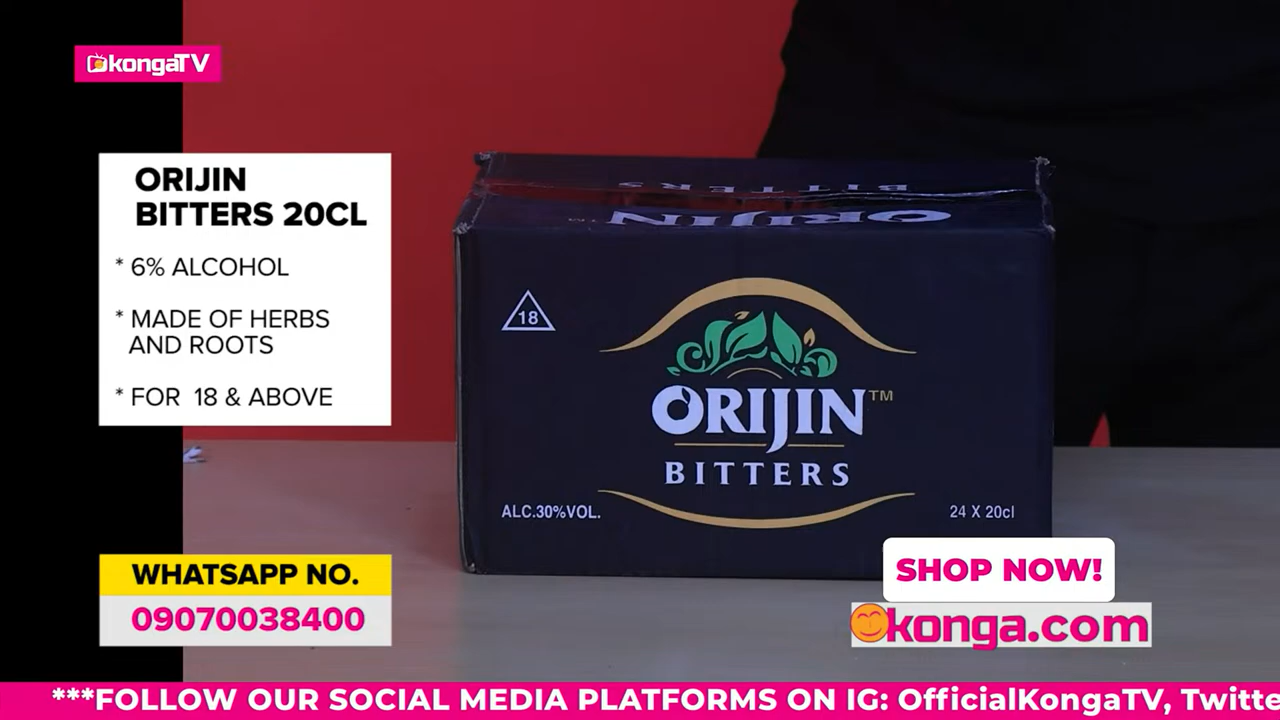 kongaTV
ORIJIN
BITTERS 20CL
* 6% ALCOHOL
* MADE OF HERBS
AND ROOTS
* FOR 18 & ABOVE
WHATSAPP NO.
09070038400
BITTERS
ORIJIN™
18
ORIJIN™
BITTERS
ALC.30%VOL.
24 X 20cl
SHOP NOW!
konga.com
***FOLLOW OUR SOCIAL MEDIA PLATFORMS ON IG: OfficialKongaTV, Twitte